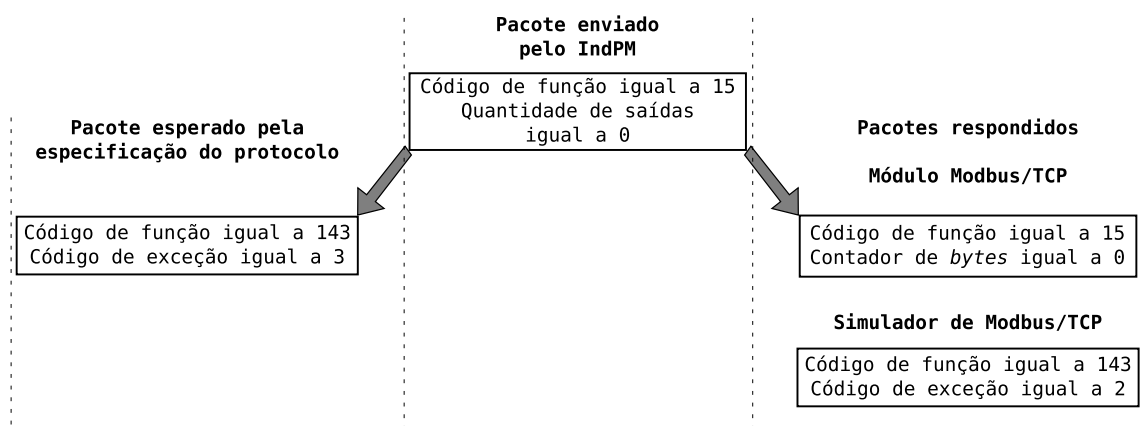 Pacote enviado
pelo IndPM
Código de função igual a 15
Quantidade de saídas
igual a 0
Pacote esperado pela
especificação do protocolo
Código de função igual a 143
Código de exceção igual a 3
Pacotes respondidos
Módulo Modbus/TCP
Código de função igual a 15
Contador de bytes igual a 0
Simulador de Modbus/TCP
Código de função igual a 143
Código de exceção igual a 2